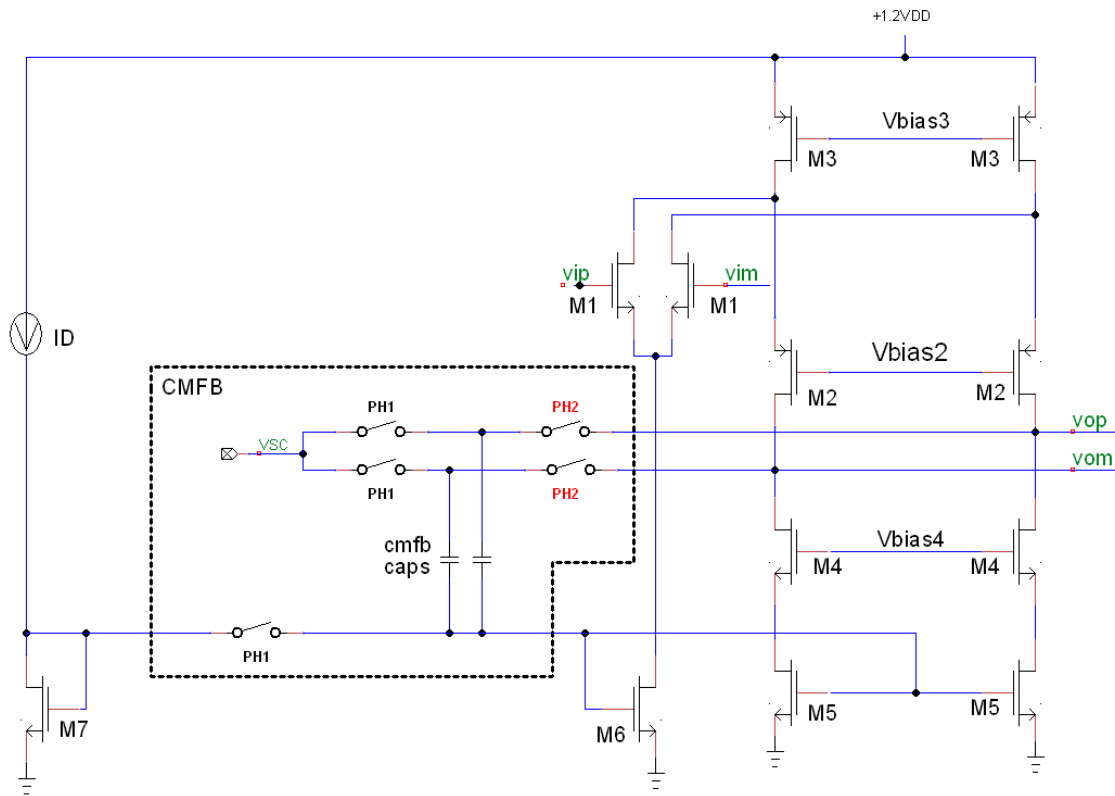 +1.2VDD
Vbias3
M3
M3
vip
vim
M1
M1
ID
Vbias2
M2
M2
CMFB
PH1
PH2
vop
VSC
vom
PH1
PH2
cmfb
caps
Vbias4
M4
M4
PH1
M7
M6
M5
M5